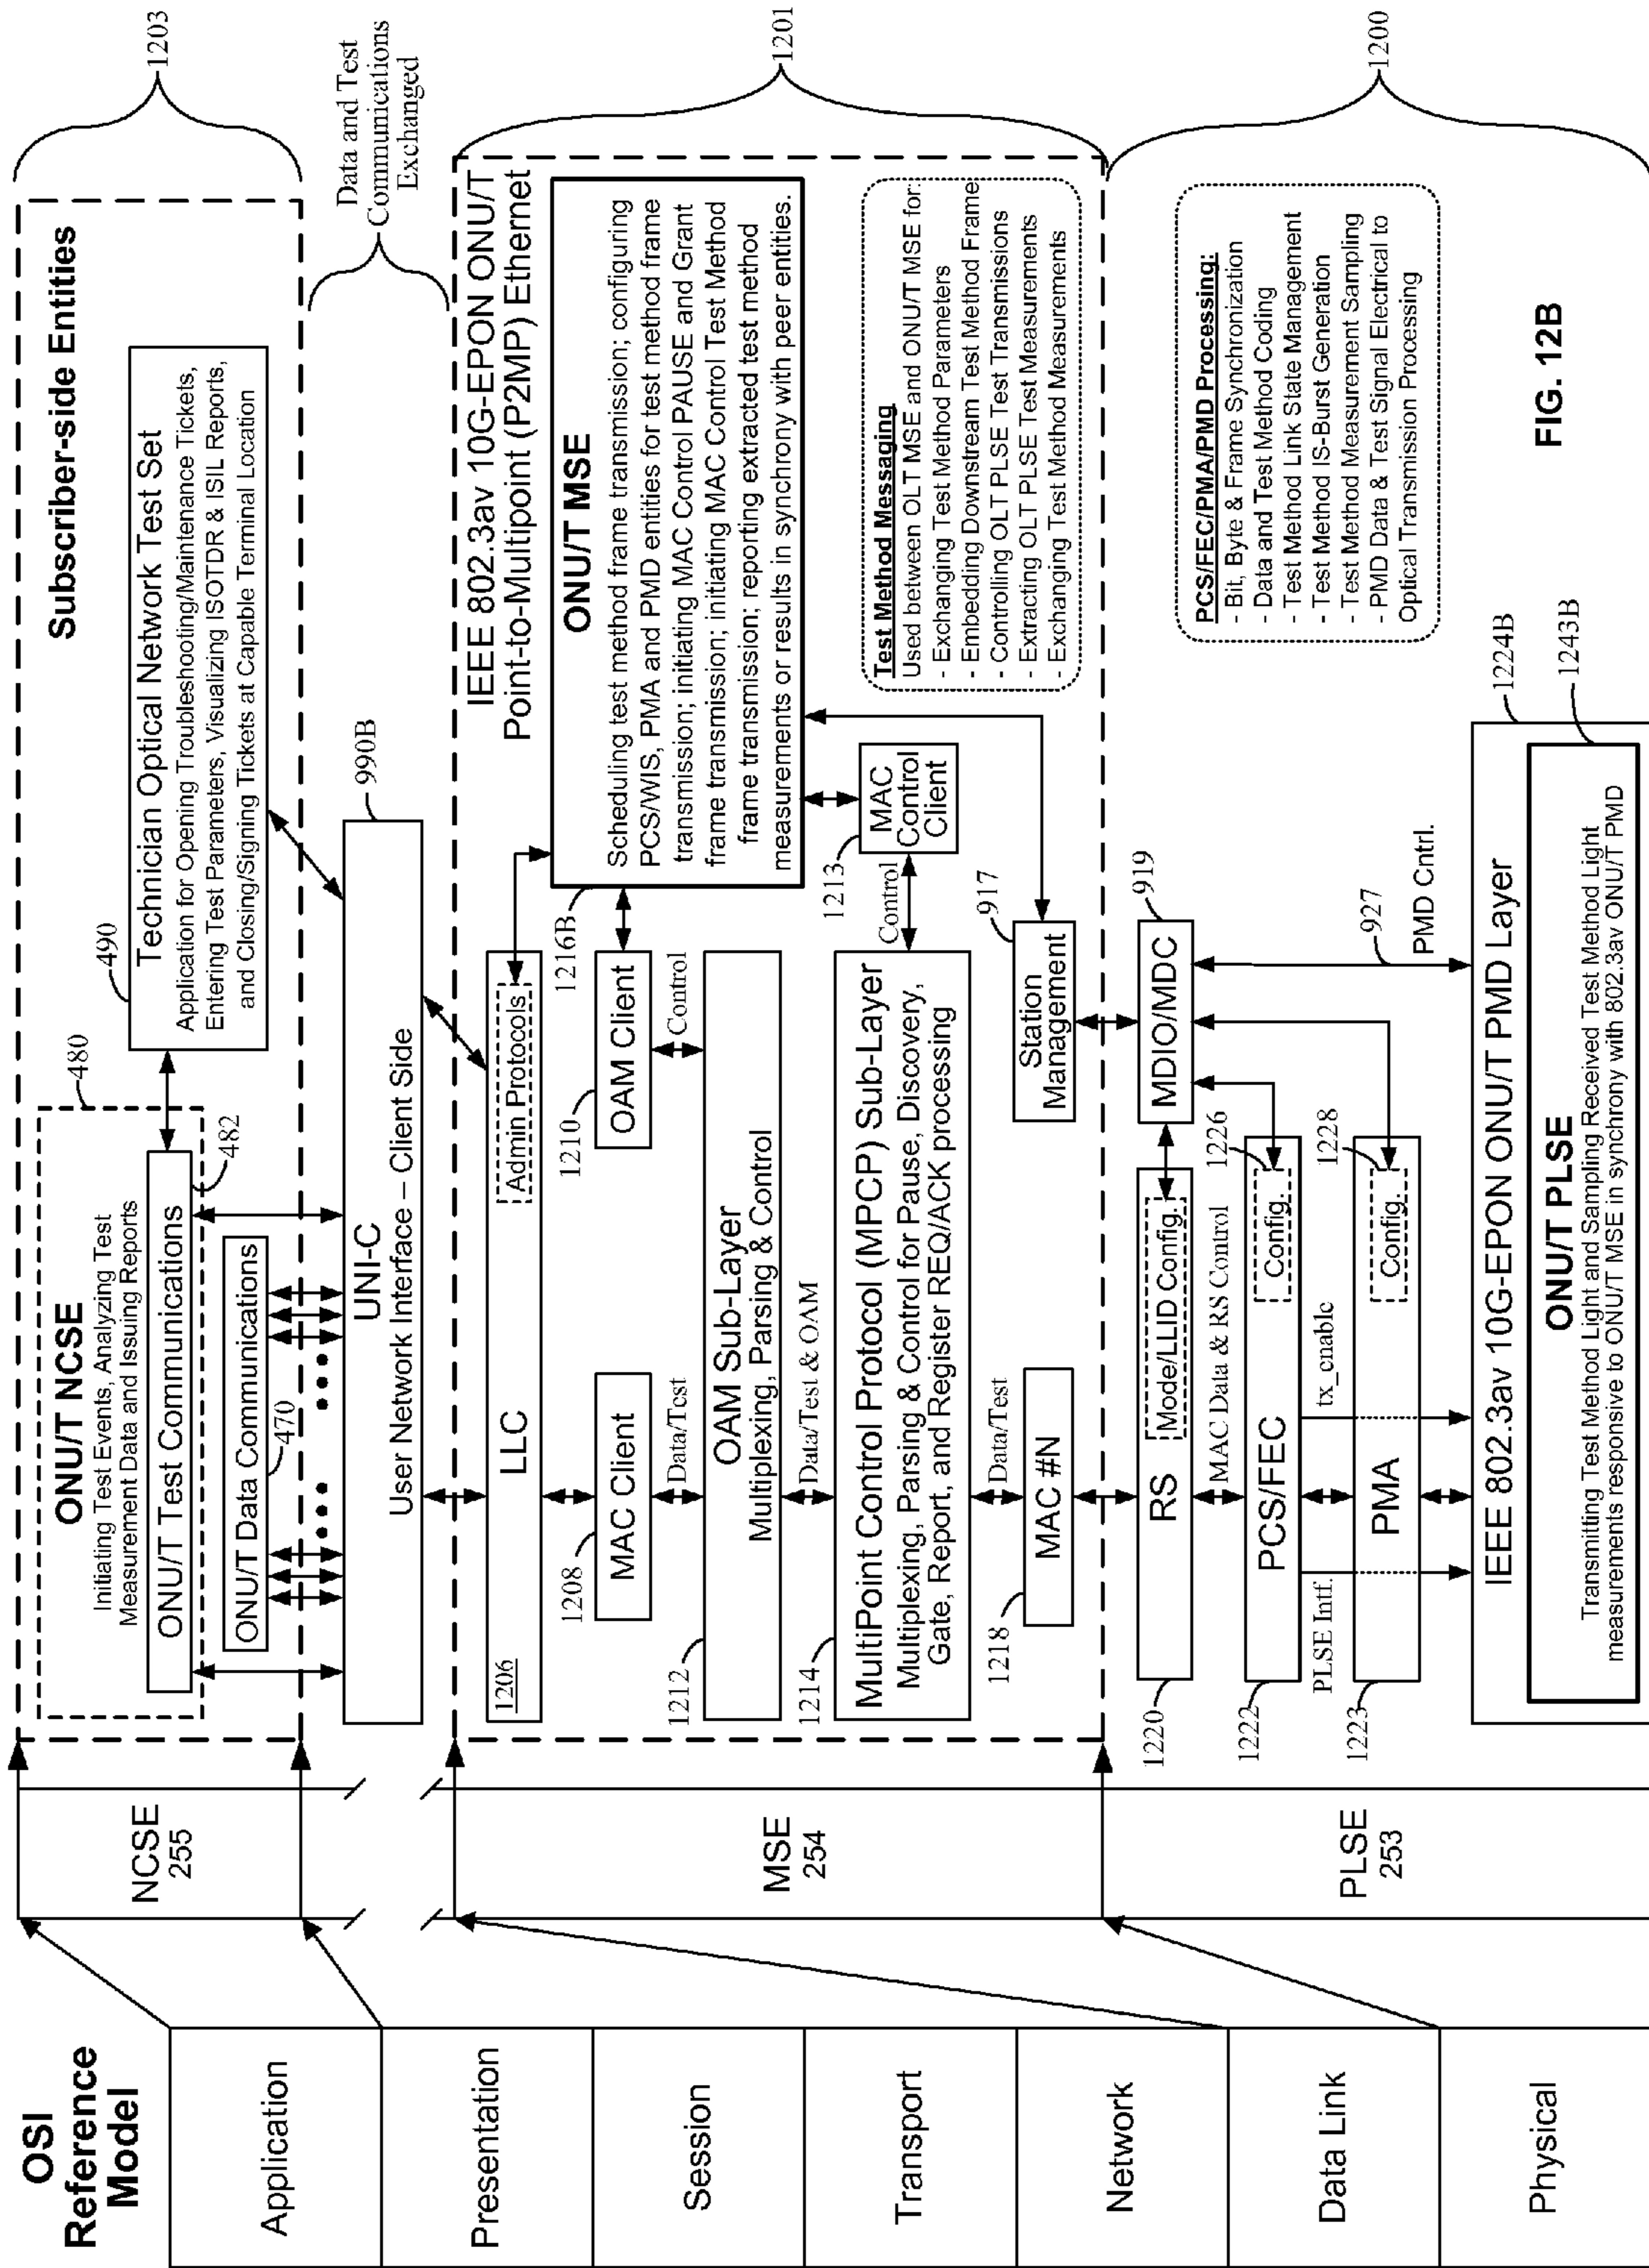 OSI
Reference
Model
Application
Presentation
Session
Transport
Network
Data Link
Physical
NCSE
255
MSE
254
PLSE
253
Subscriber-side Entities
1203
480
ONU/T NCSE
Initiating Test Events, Analyzing Test
Measurement Data and Issuing Reports
ONU/T Test Communications
482
ONU/T Data Communications
470
490
Technician Optical Network Test Set
Application for Opening Troubleshooting/Maintenance Tickets,
Entering Test Parameters, Visualizing ISOTDR & ISIL Reports,
and Closing/Signing Tickets at Capable Terminal Location
UNI-C
User Network Interface – Client Side
990B
Data and Test
Communications
Exchanged
IEEE 802.3av 10G-EPON ONU/T
Point-to-Multipoint (P2MP) Ethernet
1201
1206
LLC
Admin Protocols
1216B
ONU/T MSE
Scheduling test method frame transmission; configuring
PCS/WIS, PMA and PMD entities for test method frame
transmission; initiating MAC Control PAUSE and Grant
frame transmission; initiating MAC Control Test Method
frame transmission; reporting extracted test method
measurements or results in synchrony with peer entities.
1208
MAC Client
1210
OAM Client
Data/Test
Control
1212
OAM Sub-Layer
Multiplexing, Parsing & Control
Data/Test & OAM
1214
MultiPoint Control Protocol (MPCP) Sub-Layer
Multiplexing, Parsing & Control for Pause, Discovery,
Gate, Report, and Register REQ/ACK processing
Control
1213
MAC
Control
Client
Test Method Messaging
Used between OLT MSE and ONU/T MSE for:
- Exchanging Test Method Parameters
- Embedding Downstream Test Method Frame
- Controlling OLT PLSE Test Transmissions
- Extracting OLT PLSE Test Measurements
- Exchanging Test Method Measurements
Data/Test
1218
MAC #N
917
Station
Management
1200
1220
RS
Mode/LLID Config.
919
MDIO/MDC
MAC Data & RS Control
1222
PCS/FEC
1226
Config.
PLSE Intf.
tx_enable
1223
PMA
1228
Config.
927
PMD Cntrl.
PCS/FEC/PMA/PMD Processing:
- Bit, Byte & Frame Synchronization
- Data and Test Method Coding
- Test Method Link State Management
- Test Method IS-Burst Generation
- Test Method Measurement Sampling
- PMD Data & Test Signal Electrical to
Optical Transmission Processing
1224B
IEEE 802.3av 10G-EPON ONU/T PMD Layer
1243B
ONU/T PLSE
Transmitting Test Method Light and Sampling Received Test Method Light
measurements responsive to ONU/T MSE in synchrony with 802.3av ONU/T PMD
FIG. 12B